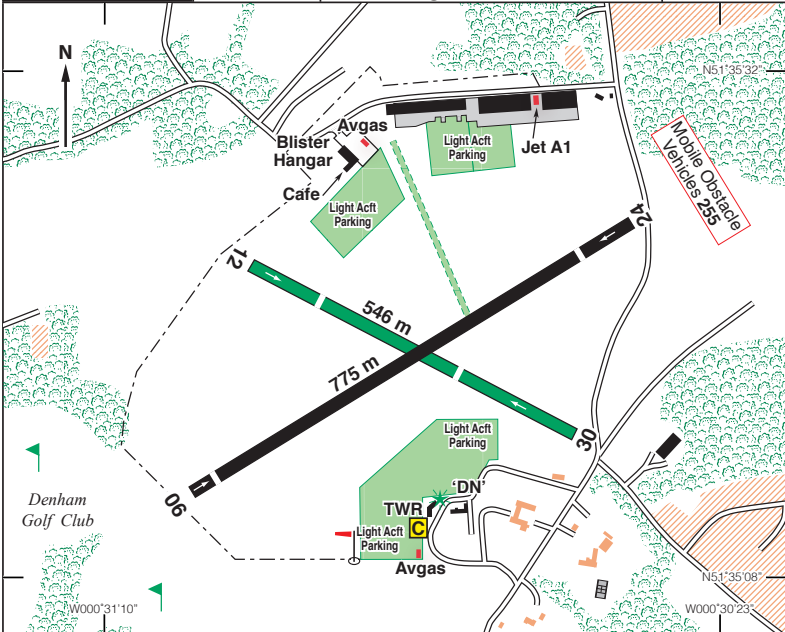 N
N51°35'32"
Avgas
Blister
Hangar
Cafe
Light Acft
Parking
Jet A1
Light Acft
Parking
Mobile Obstacle
Vehicles 255
24
12
546 m
775 m
30
06
Light Acft
Parking
'DN'
TWR
C
Light Acft
Parking
Avgas
Denham
Golf Club
N51°35'08"
W000°31'10"
W000°30'23"